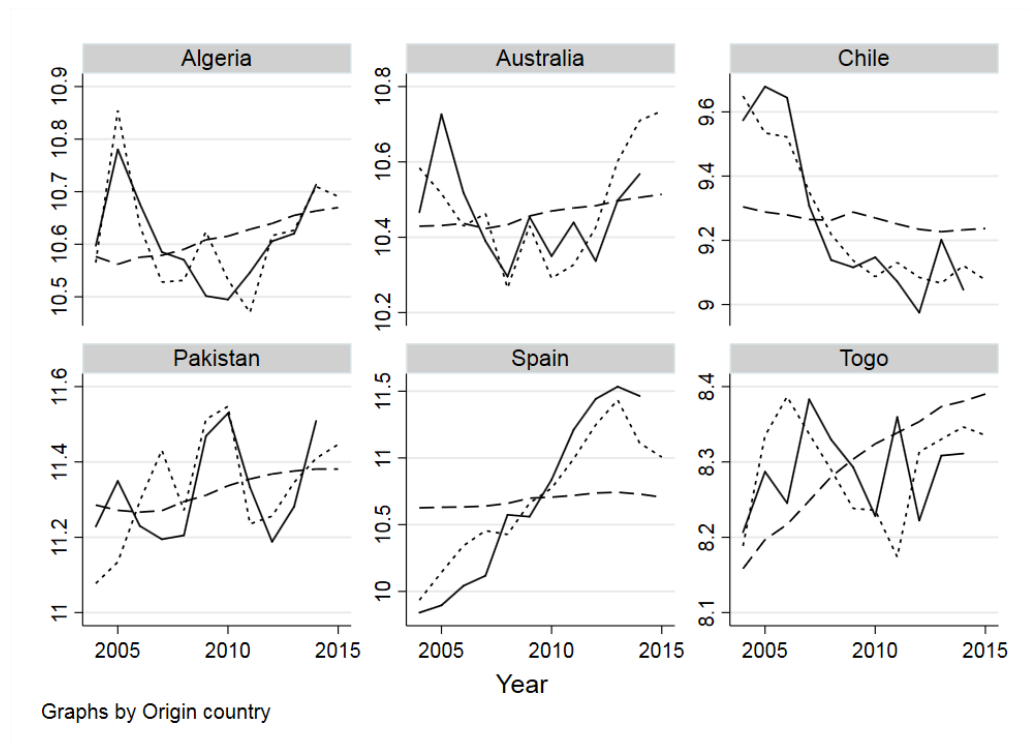 Algeria
Australia
Chile
10.9
10.8
10.7
10.6
10.5
10.8
10.6
10.4
10.2
9.6
9.4
9.2
9
Pakistan
Spain
Togo
11.6
11.4
11.2
11
11.5
11
10.5
10
8.4
8.3
8.2
8.1
2005 2010 2015
2005 2010 2015
2005 2010 2015
Year
Graphs by Origin country